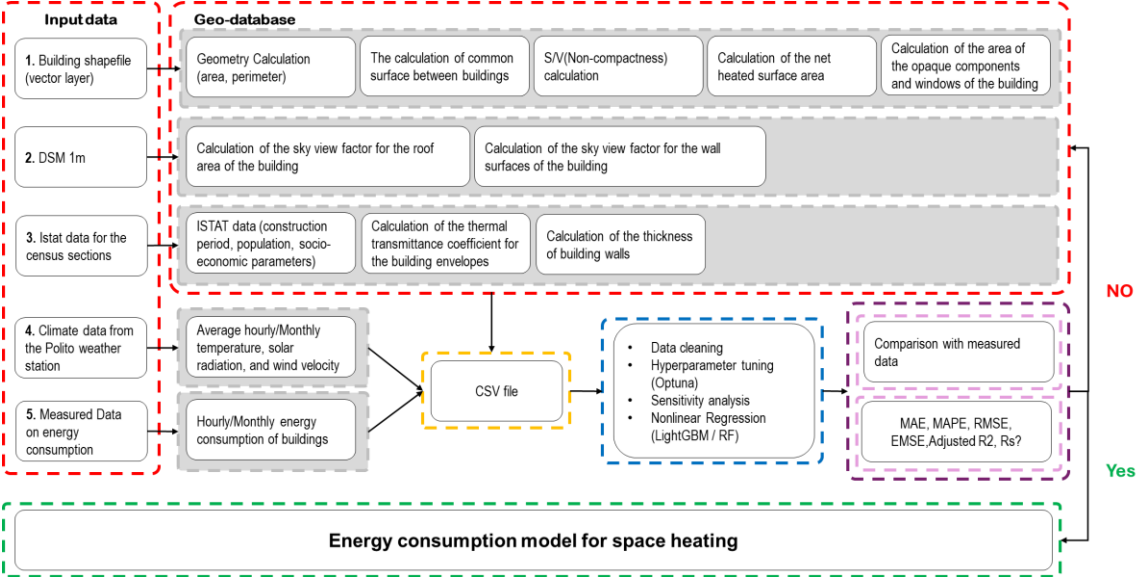 Input data
Geo-database
1. Building shapefile
(vector layer)
Geometry Calculation
(area, perimeter)
The calculation of common
surface between buildings
S/V(Non-compactness)
calculation
Calculation of the net
heated surface area
Calculation of the area of
the opaque components
and windows of the building
2. DSM 1m
Calculation of the sky view factor for the roof
area of the building
Calculation of the sky view factor for the wall
surfaces of the building
3. Istat data for the
census sections
ISTAT data (construction
period, population, socio-
economic parameters)
Calculation of the thermal
transmittance coefficient for
the building envelopes
Calculation of the thickness
of building walls
NO
4. Climate data from
the Polito weather
station
Average hourly/Monthly
temperature, solar
radiation, and wind velocity
5. Measured Data
on energy
consumption
Hourly/Monthly energy
consumption of buildings
CSV file
• Data cleaning
• Hyperparameter tuning
(Optuna)
• Sensitivity analysis
• Nonlinear Regression
(LightGBM / RF)
Comparison with measured
data
MAE, MAPE, RMSE,
EMSE,Adjusted R2, Rs?
Yes
Energy consumption model for space heating